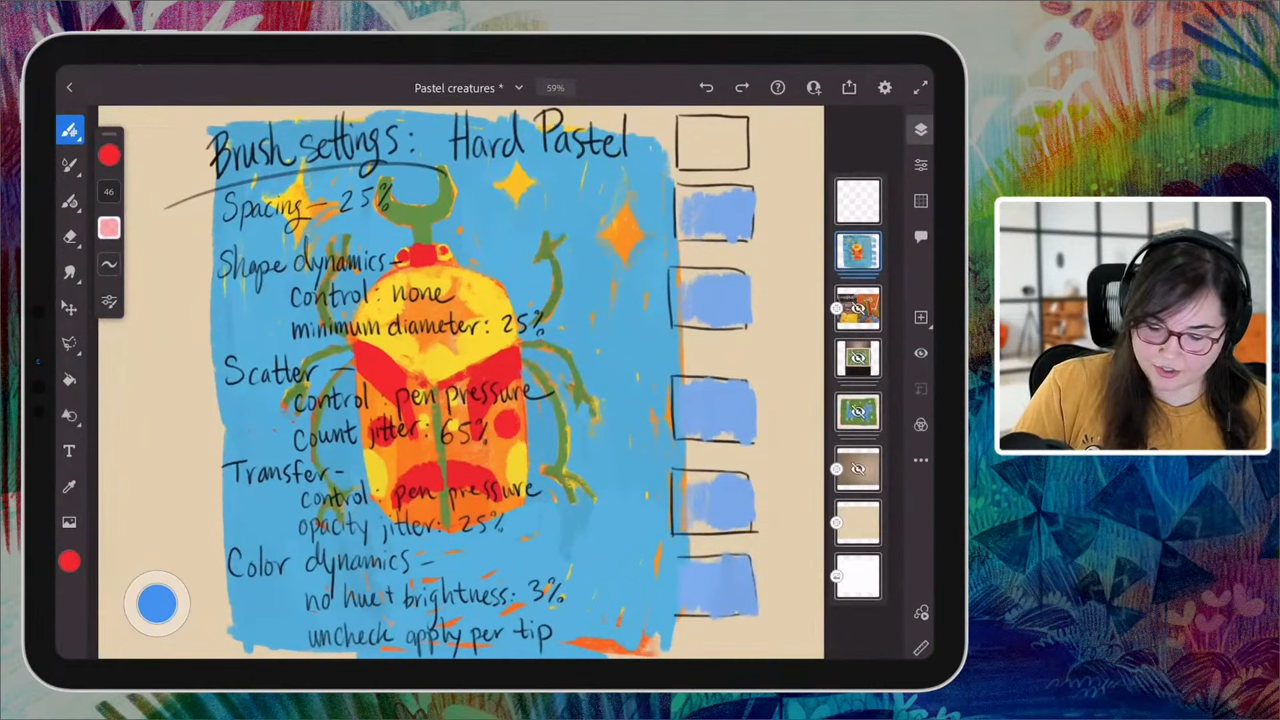 Pastel creatures *
59%
46
Brush settings: Hard Pastel
Spacing - 25%
Shape dynamics -
control: none
minimum diameter: 25%
Scatter -
control: pen pressure
count jitter: 65%
Transfer -
control: pen pressure
opacity jitter: 25%
Color dynamics -
no hue + brightness: 3%
uncheck apply per tip